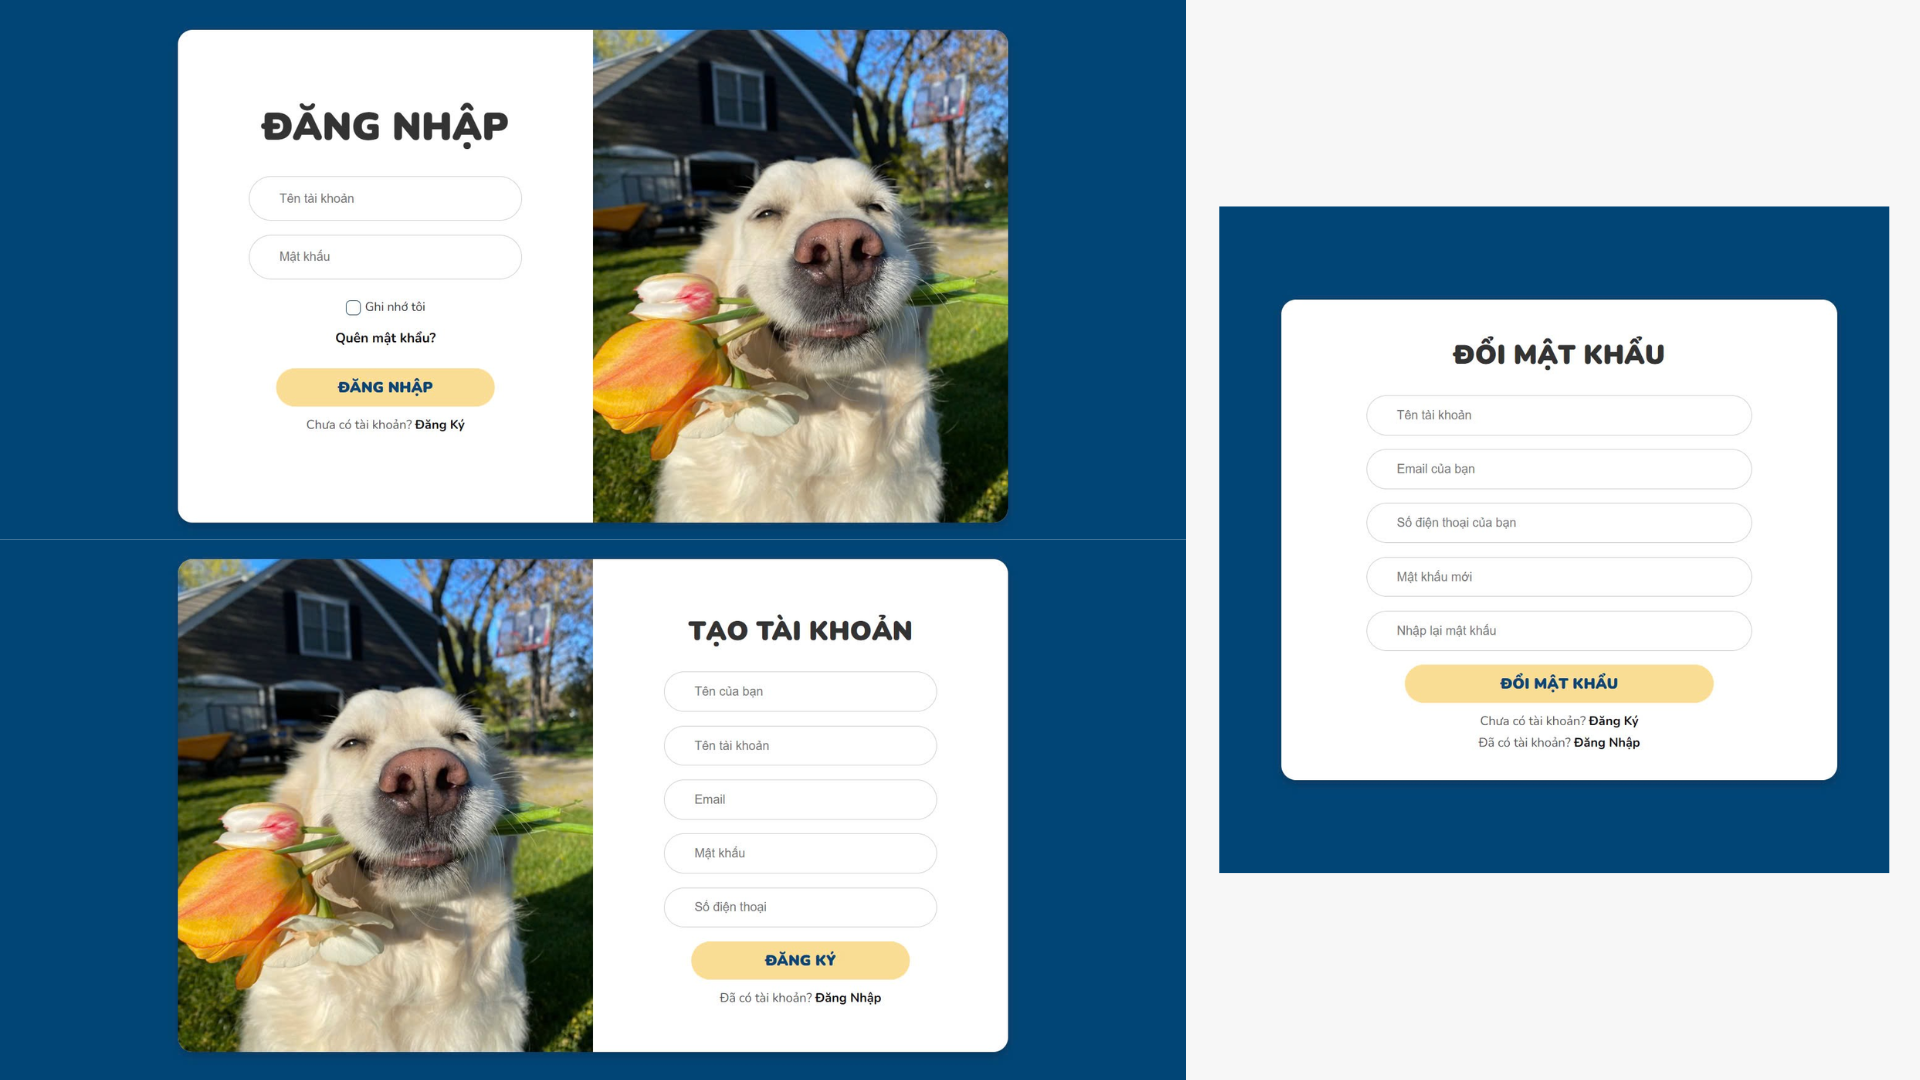 ĐĂNG NHẬP
Tên tài khoản
Mật khẩu
Ghi nhớ tôi
Quên mật khẩu?
ĐĂNG NHẬP
Chưa có tài khoản? Đăng Ký
TẠO TÀI KHOẢN
Tên của bạn
Tên tài khoản
Email
Mật khẩu
Số điện thoại
ĐĂNG KÝ
Đã có tài khoản? Đăng Nhập
ĐỔI MẬT KHẨU
Tên tài khoản
Email của bạn
Số điện thoại của bạn
Mật khẩu mới
Nhập lại mật khẩu
ĐỔI MẬT KHẨU
Chưa có tài khoản? Đăng Ký
Đã có tài khoản? Đăng Nhập